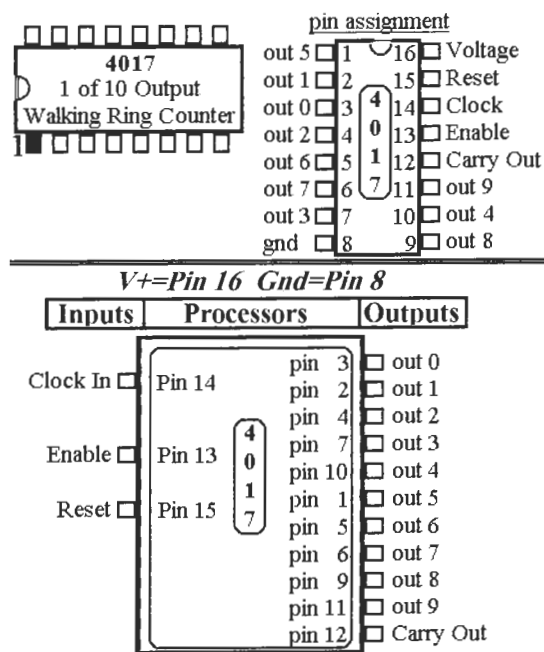 4017
1 of 10 Output
Walking Ring Counter
1
pin assignment
out 5 1 16 Voltage
out 1 2 15 Reset
out 0 3 14 Clock
out 2 4 13 Enable
out 6 5 12 Carry Out
out 7 6 11 out 9
out 3 7 10 out 4
gnd 8 9 out 8
4017
V+=Pin 16 Gnd=Pin 8
Inputs Processors Outputs
Clock In Pin 14
Enable Pin 13
Reset Pin 15
4017
pin 3 out 0
pin 2 out 1
pin 4 out 2
pin 7 out 3
pin 10 out 4
pin 1 out 5
pin 5 out 6
pin 6 out 7
pin 9 out 8
pin 11 out 9
pin 12 Carry Out